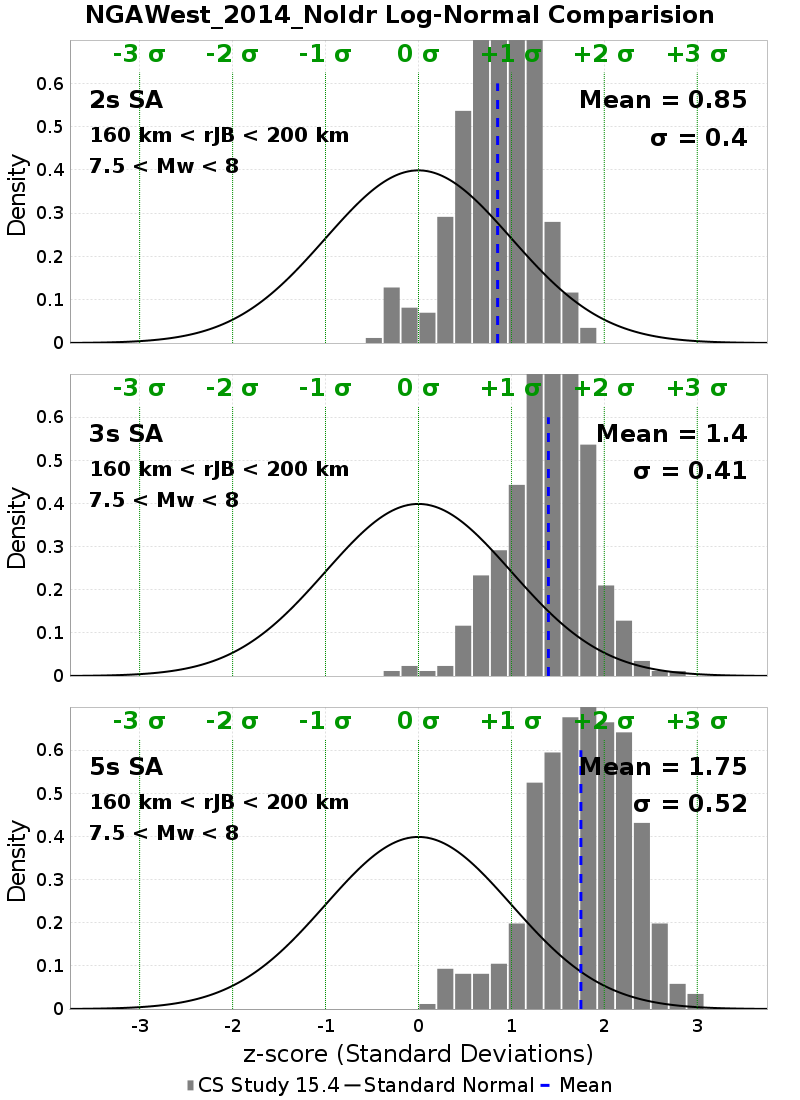 NGAWest_2014_NoIdr Log-Normal Comparision
-3 σ -2 σ -1 σ 0 σ +1 σ +2 σ +3 σ
2s SA
Mean = 0.85
160 km < rJB < 200 km
σ = 0.4
7.5 < Mw < 8
Density
0.6
0.5
0.4
0.3
0.2
0.1
0
-3 σ -2 σ -1 σ 0 σ +1 σ +2 σ +3 σ
3s SA
Mean = 1.4
160 km < rJB < 200 km
σ = 0.41
7.5 < Mw < 8
Density
0.6
0.5
0.4
0.3
0.2
0.1
0
-3 σ -2 σ -1 σ 0 σ +1 σ +2 σ +3 σ
5s SA
Mean = 1.75
160 km < rJB < 200 km
σ = 0.52
7.5 < Mw < 8
Density
0.6
0.5
0.4
0.3
0.2
0.1
0
-3 -2 -1 0 1 2 3
z-score (Standard Deviations)
CS Study 15.4 Standard Normal Mean